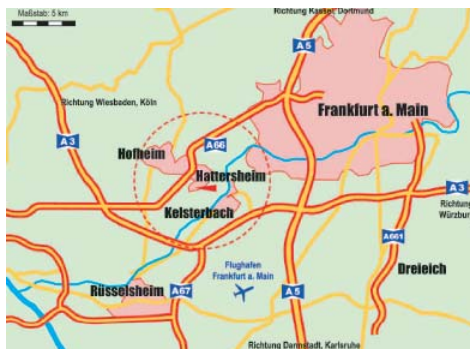 Maßstab: 5 km
Richtung Kassel, Dortmund
A 5
Frankfurt a. Main
Richtung Wiesbaden, Köln
A 3
A66
Hofheim
Hattersheim
Kelsterbach
A 3
Richtung
Würzburg
A661
Flughafen
Frankfurt a. Main
Dreieich
Rüsselsheim
A67
A 5
Richtung Darmstadt, Karlsruhe